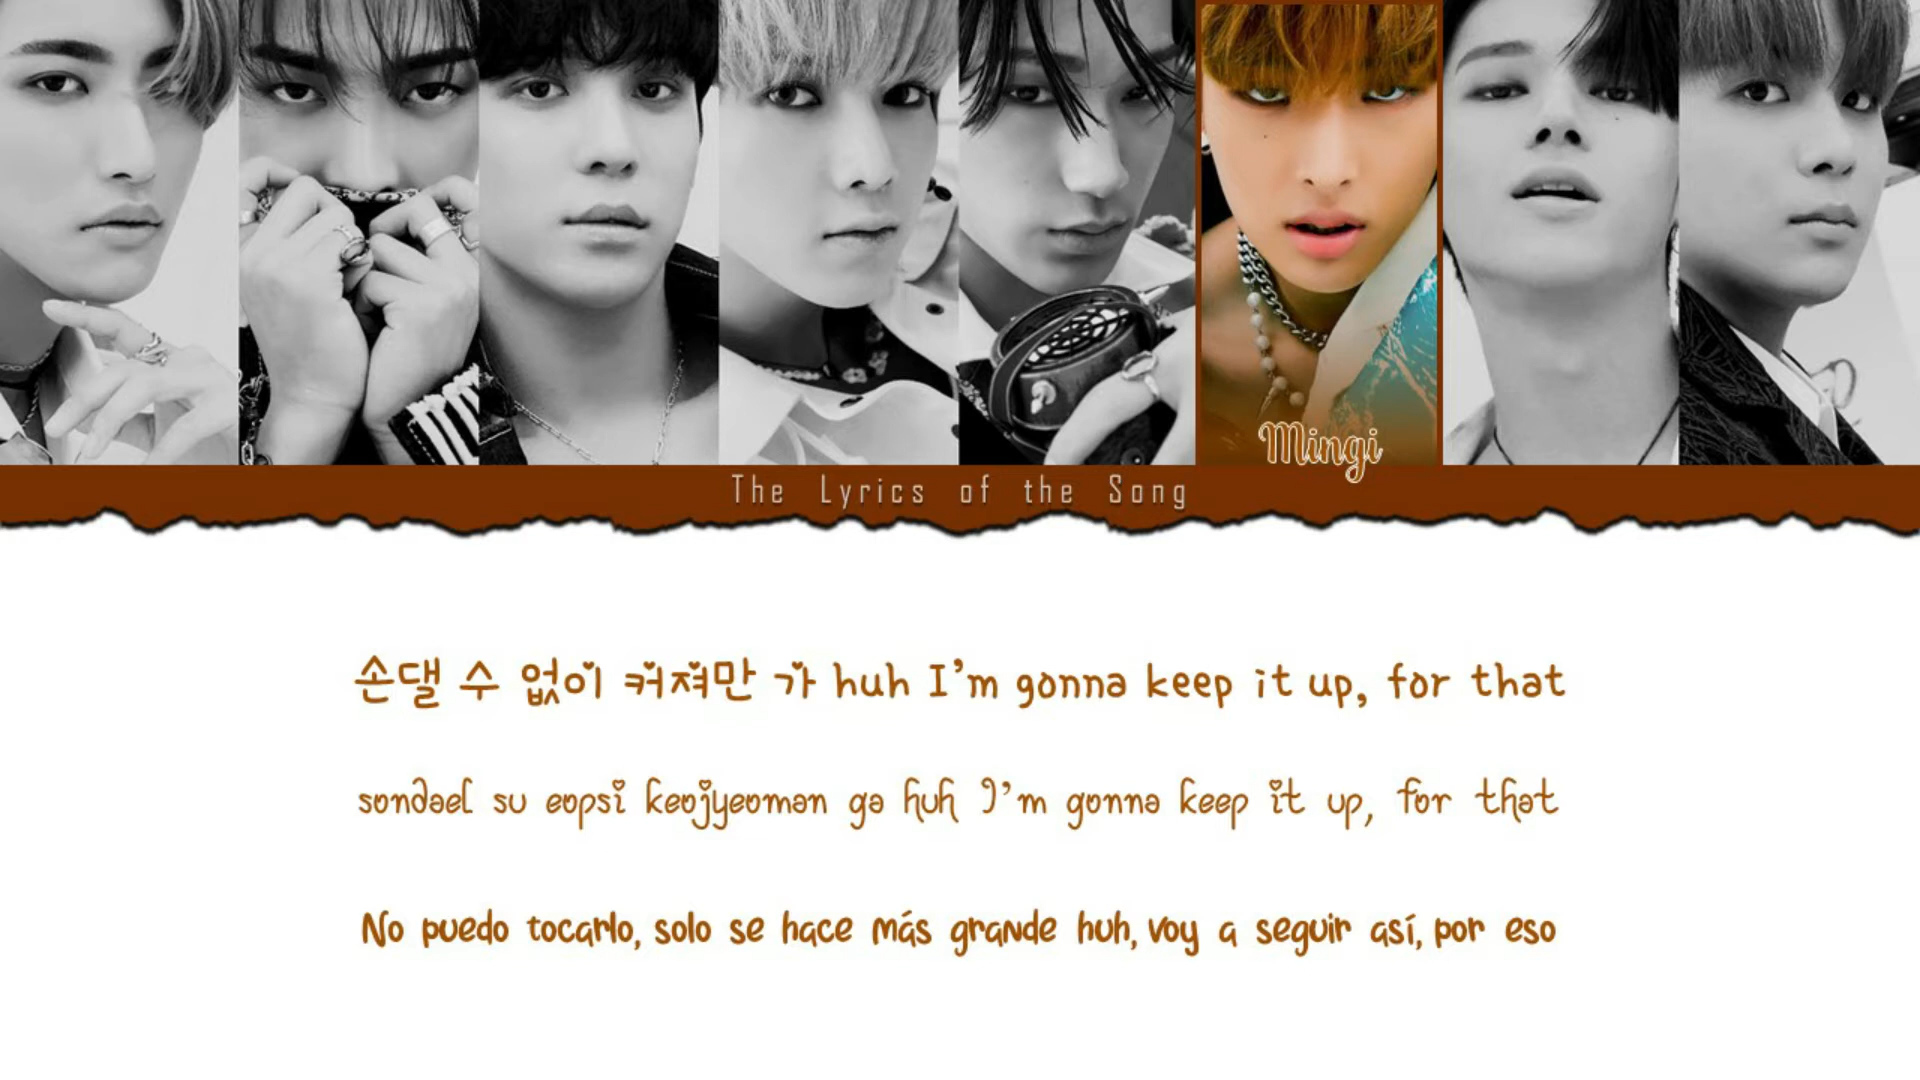 Mingi
The Lyrics of the Song
손댈 수 없이 커져만 가 huh I'm gonna keep it up, for that
sondael su eopsi keojyeoman ga huh I'm gonna keep it up, for that
No puedo tocarlo, solo se hace más grande huh, voy a seguir así, por eso